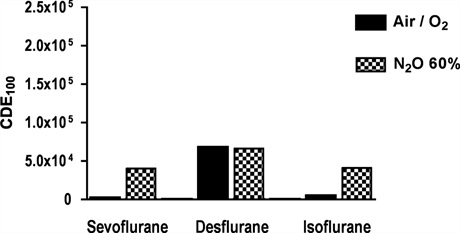 2.5x10⁵
2.0x10⁵
1.5x10⁵
1.0x10⁵
5.0x10⁴
0
CDE₁₀₀
Air / O₂
N₂O 60%
Sevoflurane Desflurane Isoflurane